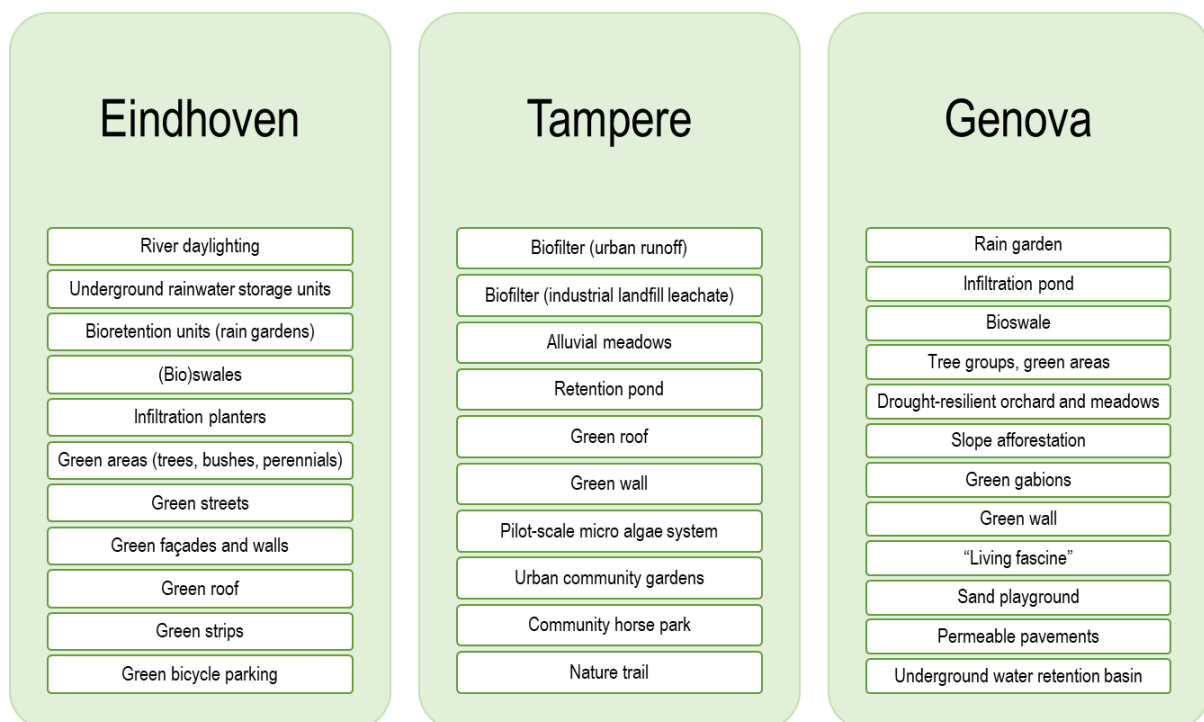 Eindhoven
River daylighting
Underground rainwater storage units
Bioretention units (rain gardens)
(Bio)swales
Infiltration planters
Green areas (trees, bushes, perennials)
Green streets
Green façades and walls
Green roof
Green strips
Green bicycle parking
Tampere
Biofilter (urban runoff)
Biofilter (industrial landfill leachate)
Alluvial meadows
Retention pond
Green roof
Green wall
Pilot-scale micro algae system
Urban community gardens
Community horse park
Nature trail
Genova
Rain garden
Infiltration pond
Bioswale
Tree groups, green areas
Drought-resilient orchard and meadows
Slope afforestation
Green gabions
Green wall
“Living fascine”
Sand playground
Permeable pavements
Underground water retention basin